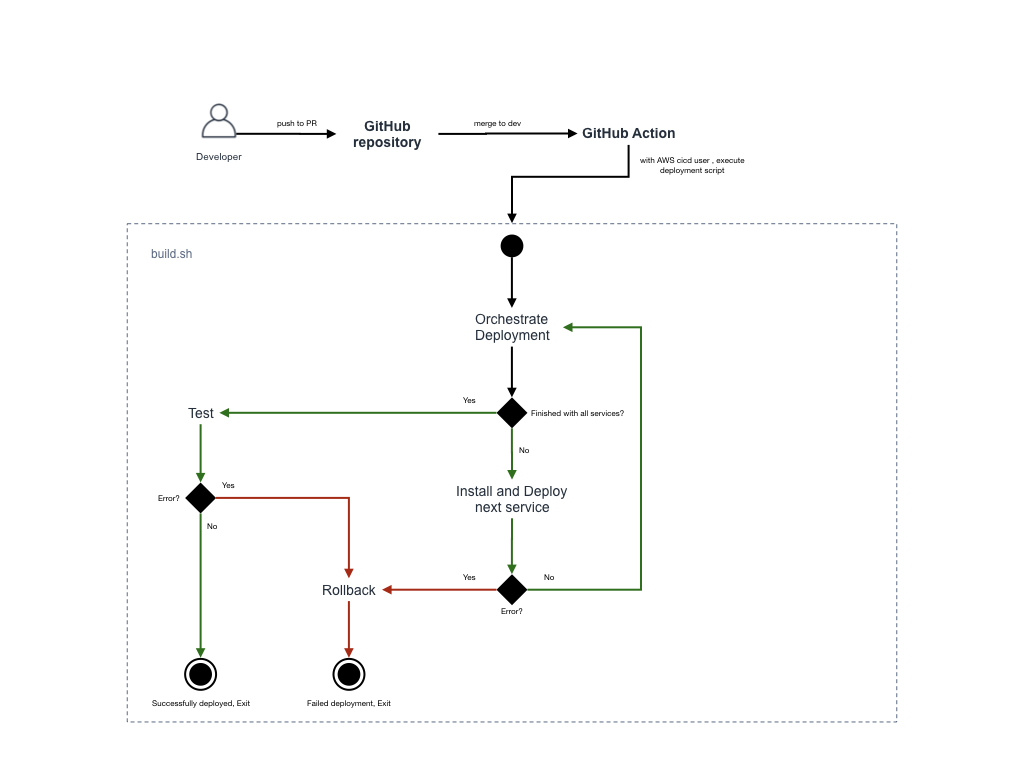 push to PR
merge to dev
GitHub
repository
GitHub Action
Developer
with AWS cicd user , execute
deployment script
build.sh
Orchestrate
Deployment
Yes
Test
Finished with all services?
No
Yes
Install and Deploy
next service
Error?
No
Yes
No
Rollback
Error?
Successfully deployed, Exit
Failed deployment, Exit